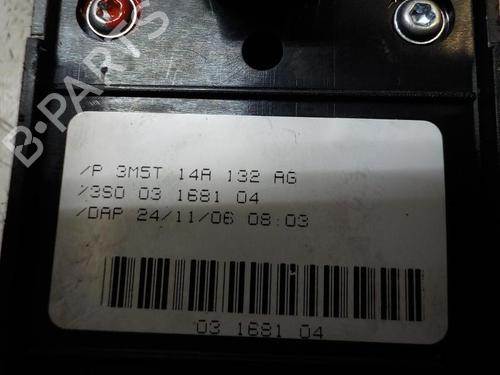 B-PARTS
/P 3M5T 14A 132 AG
%3S0 03 1681 04
/DAP 24/11/06 08:03
03 1681 04